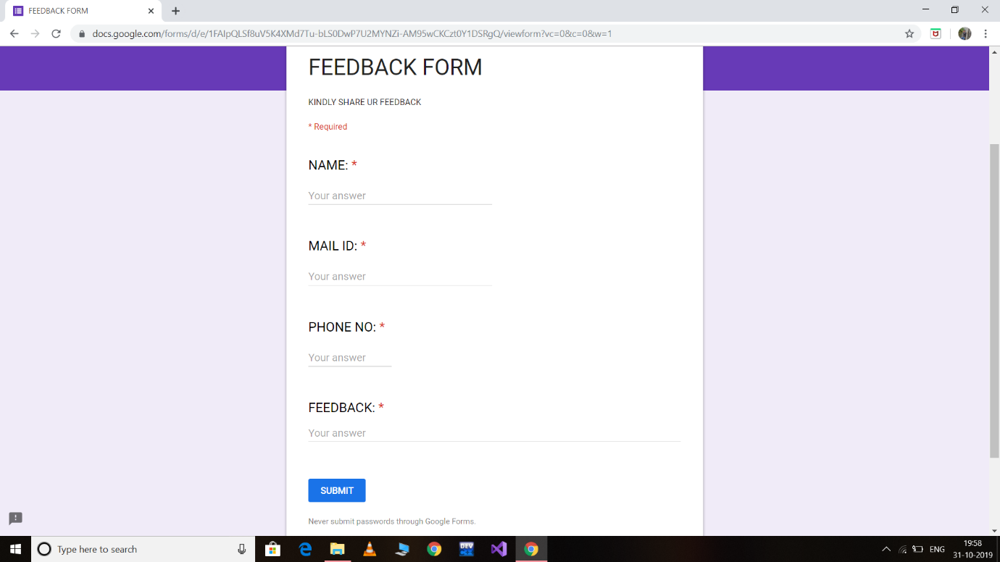 FEEDBACK FORM
docs.google.com/forms/d/e/1FAIpQLSf8uV5K4XMd7Tu-bLS0DwP7U2MYNZi-AM95wCKCzt0Y1DSRgQ/viewform?vc=0&c=0&w=1
FEEDBACK FORM
KINDLY SHARE UR FEEDBACK
* Required
NAME: *
Your answer
MAIL ID: *
Your answer
PHONE NO: *
Your answer
FEEDBACK: *
Your answer
SUBMIT
Never submit passwords through Google Forms.
Type here to search
DEV
ENG
19:58
31-10-2019